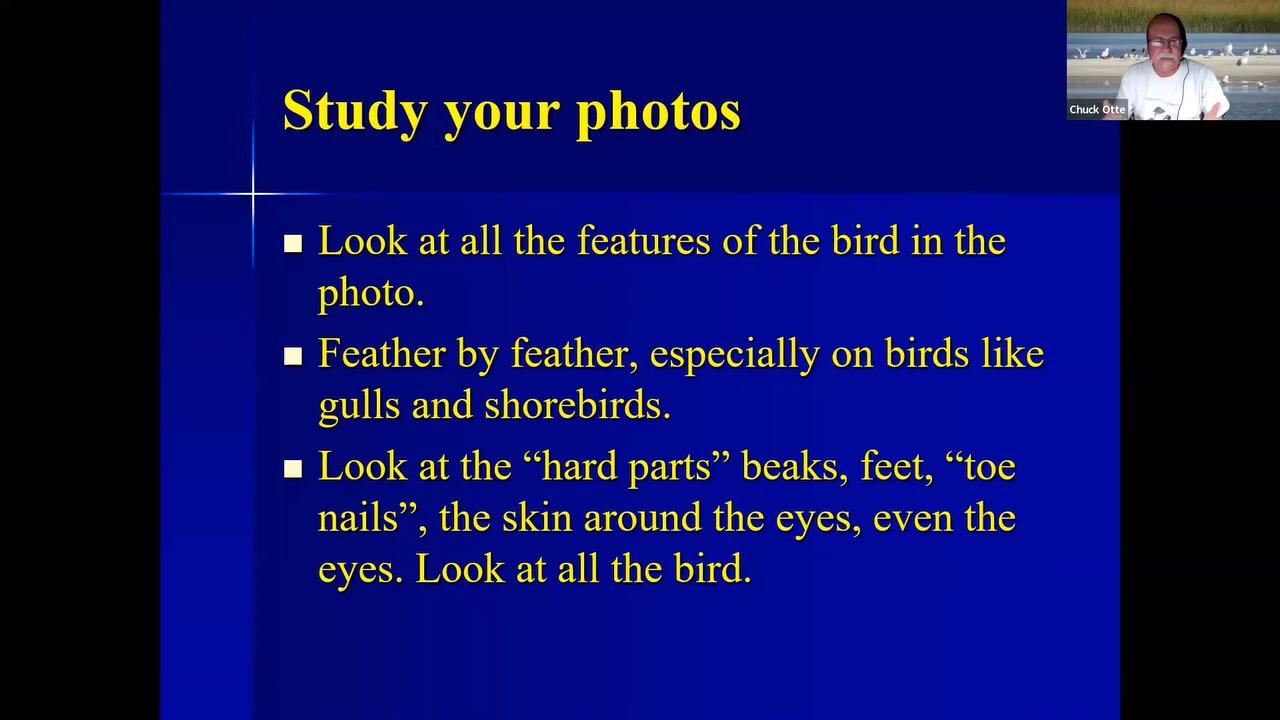 Study your photos
Look at all the features of the bird in the
photo.
Feather by feather, especially on birds like
gulls and shorebirds.
Look at the “hard parts” beaks, feet, “toe
nails”, the skin around the eyes, even the
eyes. Look at all the bird.
Chuck Otte